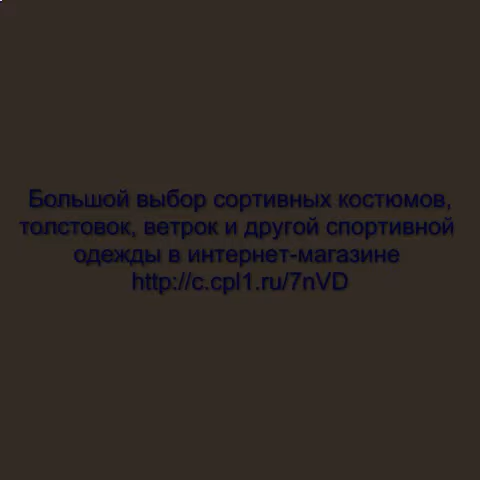 Большой выбор сортивных костюмов,
толстовок, ветрок и другой спортивной
одежды в интернет-магазине
http://c.cpl1.ru/7nVD